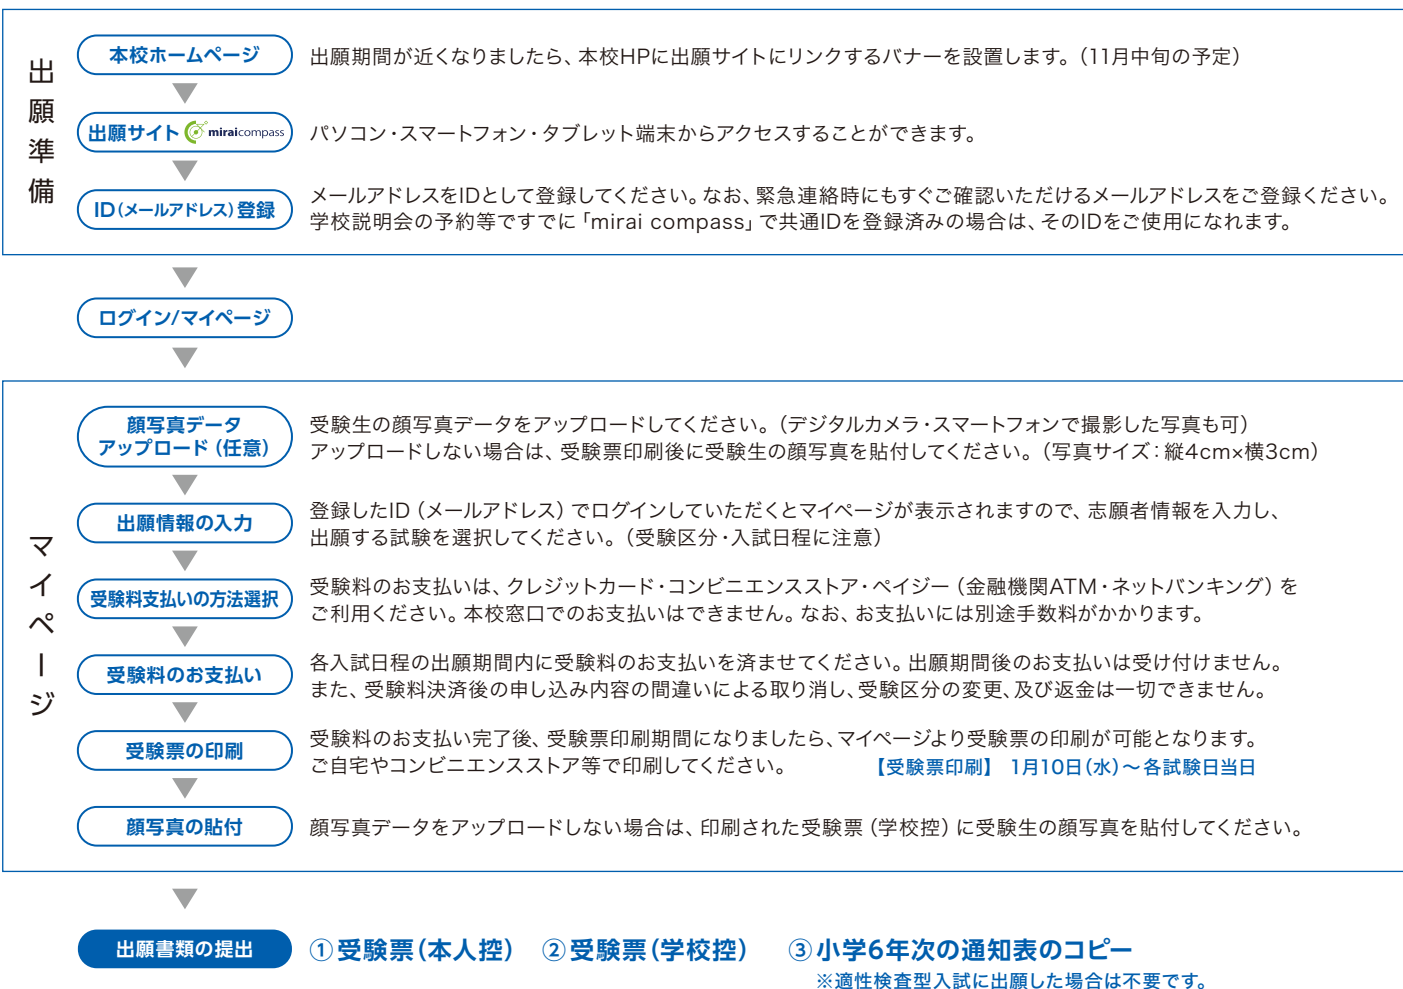 出願準備
本校ホームページ
出願期間が近くなりましたら、本校HPに出願サイトにリンクするバナーを設置します。（11月中旬の予定）
出願サイト miraicompass
パソコン・スマートフォン・タブレット端末からアクセスすることができます。
ID（メールアドレス）登録
メールアドレスをIDとして登録してください。なお、緊急連絡時にもすぐご確認いただけるメールアドレスをご登録ください。
学校説明会の予約等ですでに「mirai compass」で共通IDを登録済みの場合は、そのIDをご使用になれます。
ログイン/マイページ
マイページ
顔写真データ
アップロード（任意）
受験生の顔写真データをアップロードしてください。（デジタルカメラ・スマートフォンで撮影した写真も可）
アップロードしない場合は、受験票印刷後に受験生の顔写真を貼付してください。（写真サイズ：縦4cm×横3cm）
出願情報の入力
登録したID（メールアドレス）でログインしていただくとマイページが表示されますので、志願者情報を入力し、
出願する試験を選択してください。（受験区分・入試日程に注意）
受験料支払いの方法選択
受験料のお支払いは、クレジットカード・コンビニエンスストア・ペイジー（金融機関ATM・ネットバンキング）を
ご利用ください。本校窓口でのお支払いはできません。なお、お支払いには別途手数料がかかります。
受験料のお支払い
各入試日程の出願期間内に受験料のお支払いを済ませてください。出願期間後のお支払いは受け付けません。
また、受験料決済後の申し込み内容の間違いによる取り消し、受験区分の変更、及び返金は一切できません。
受験票の印刷
受験料のお支払い完了後、受験票印刷期間になりましたら、マイページより受験票の印刷が可能となります。
ご自宅やコンビニエンスストア等で印刷してください。 【受験票印刷】 1月10日（水）～各試験日当日
顔写真の貼付
顔写真データをアップロードしない場合は、印刷された受験票（学校控）に受験生の顔写真を貼付してください。
出願書類の提出
①受験票（本人控） ②受験票（学校控） ③小学6年次の通知表のコピー
※適性検査型入試に出願した場合は不要です。